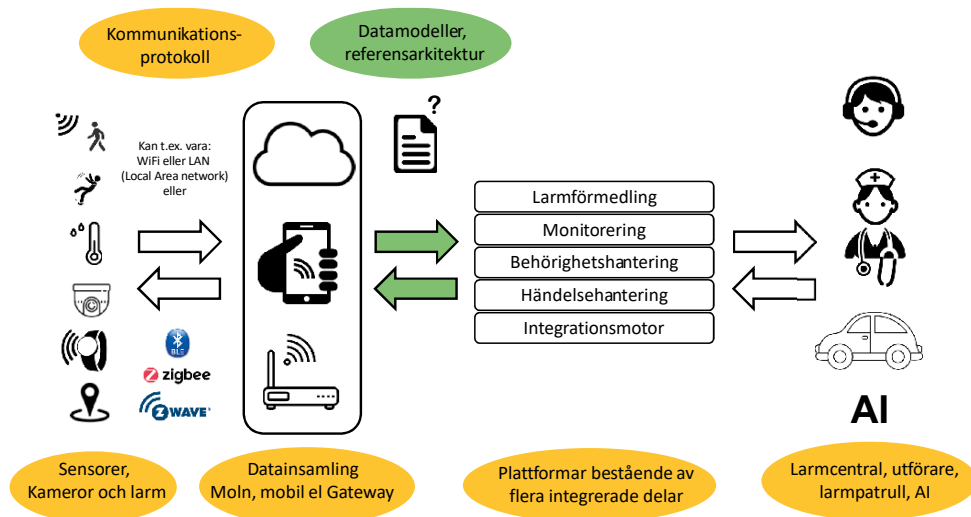 Kommunikations-
protokoll
Datamodeller,
referensarkitektur
?
Kan t.ex. vara:
WiFi eller LAN
(Local Area network)
eller
Larmförmedling
Monitorering
Behörighetshantering
Händelsehantering
Integrationsmotor
BLE
zigbee
Z WAVE
AI
Sensorer,
Kameror och larm
Datainsamling
Moln, mobil el Gateway
Plattformar bestående av
flera integrerade delar
Larmcentral, utförare,
larmpatrull, AI